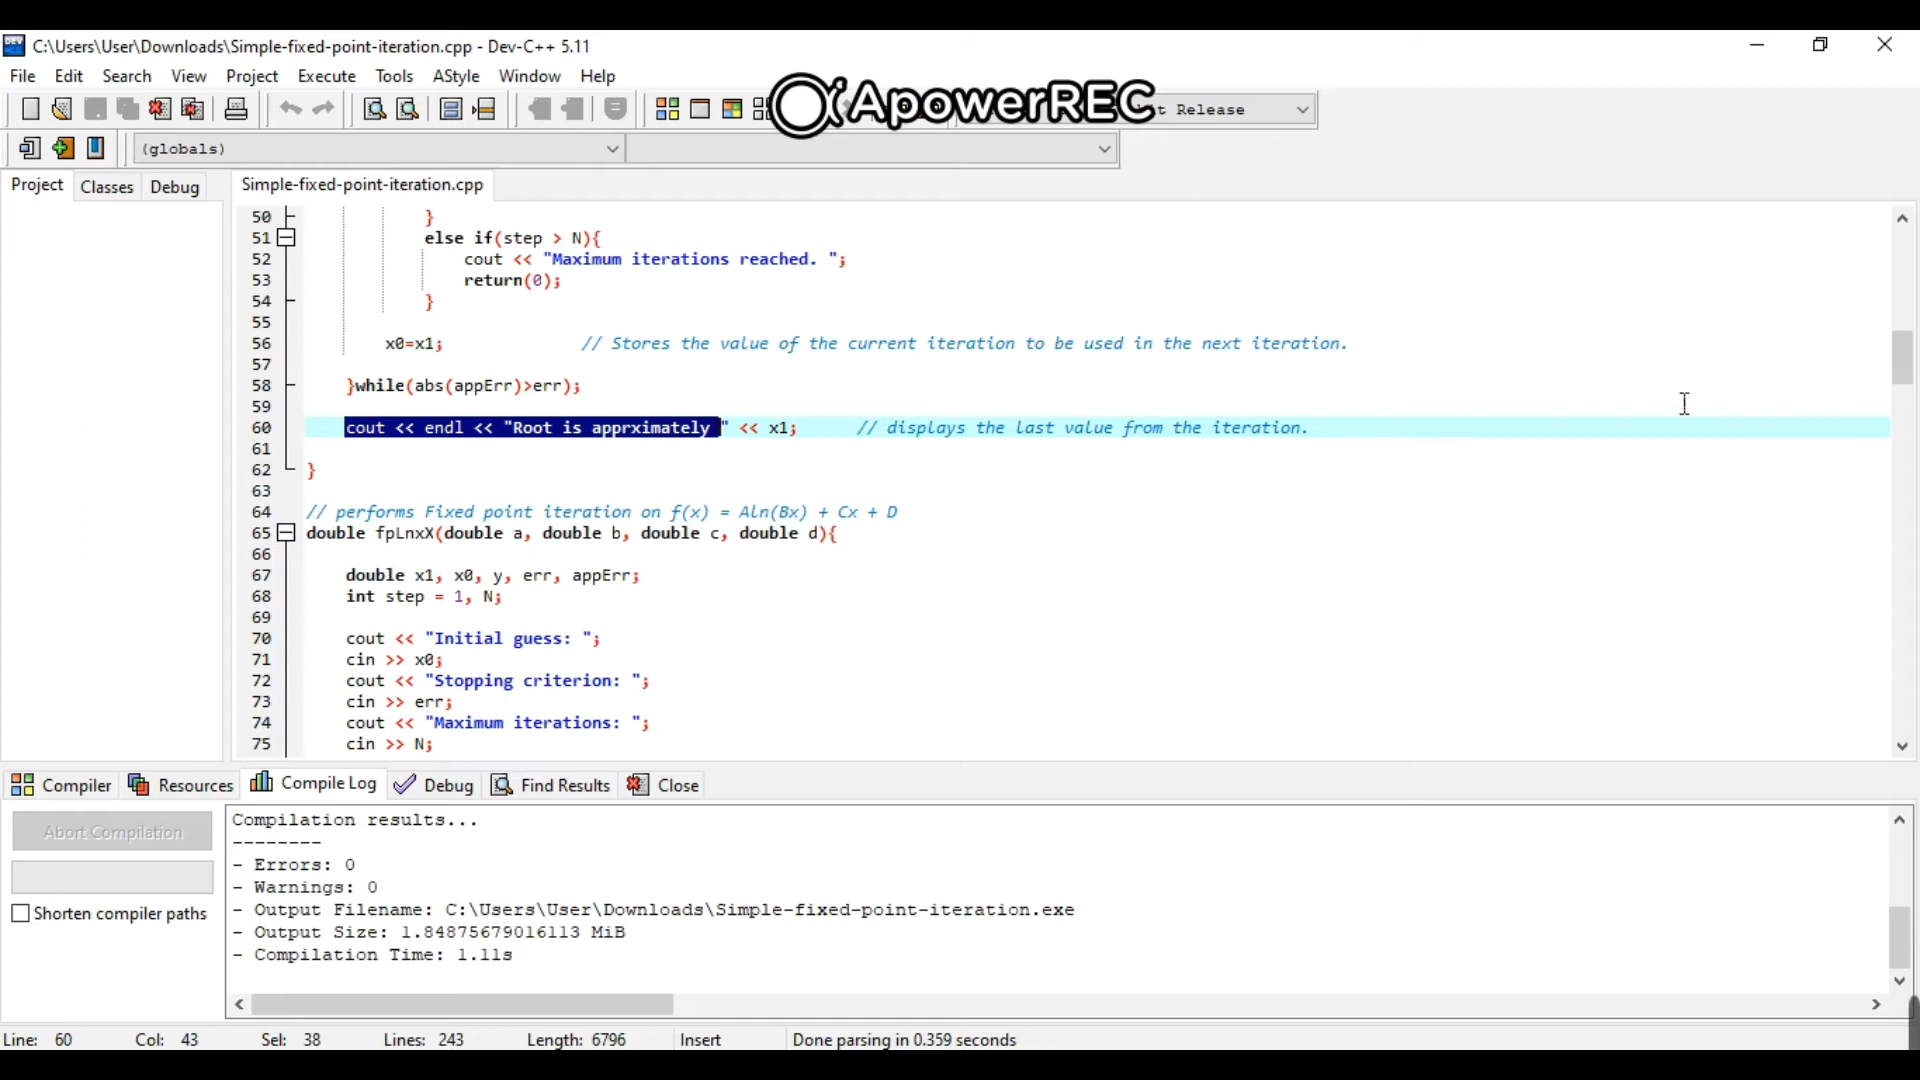 C:\Users\User\Downloads\Simple-fixed-point-iteration.cpp - Dev-C++ 5.11
File Edit Search View Project Execute Tools AStyle Window Help
ApowerREC
Release
(globals)
Project Classes Debug
Simple-fixed-point-iteration.cpp
50 }
51 else if(step > N){
52 cout << "Maximum iterations reached. ";
53 return(0);
54 }
55
56 x0=x1; // Stores the value of the current iteration to be used in the next iteration.
57
58 }while(abs(appErr)>err);
59
60 cout << endl << "Root is apprximately " << x1; // displays the last value from the iteration.
61
62 }
63
64 // performs Fixed point iteration on f(x) = Aln(Bx) + Cx + D
65 double fpLnxX(double a, double b, double c, double d){
66
67 double x1, x0, y, err, appErr;
68 int step = 1, N;
69
70 cout << "Initial guess: ";
71 cin >> x0;
72 cout << "Stopping criterion: ";
73 cin >> err;
74 cout << "Maximum iterations: ";
75 cin >> N;
Compiler Resources Compile Log Debug Find Results Close
Abort Compilation
Shorten compiler paths
Compilation results...
--------
- Errors: 0
- Warnings: 0
- Output Filename: C:\Users\User\Downloads\Simple-fixed-point-iteration.exe
- Output Size: 1.84875679016113 MiB
- Compilation Time: 1.11s
Line: 60 Col: 43 Sel: 38 Lines: 243 Length: 6796 Insert Done parsing in 0.359 seconds